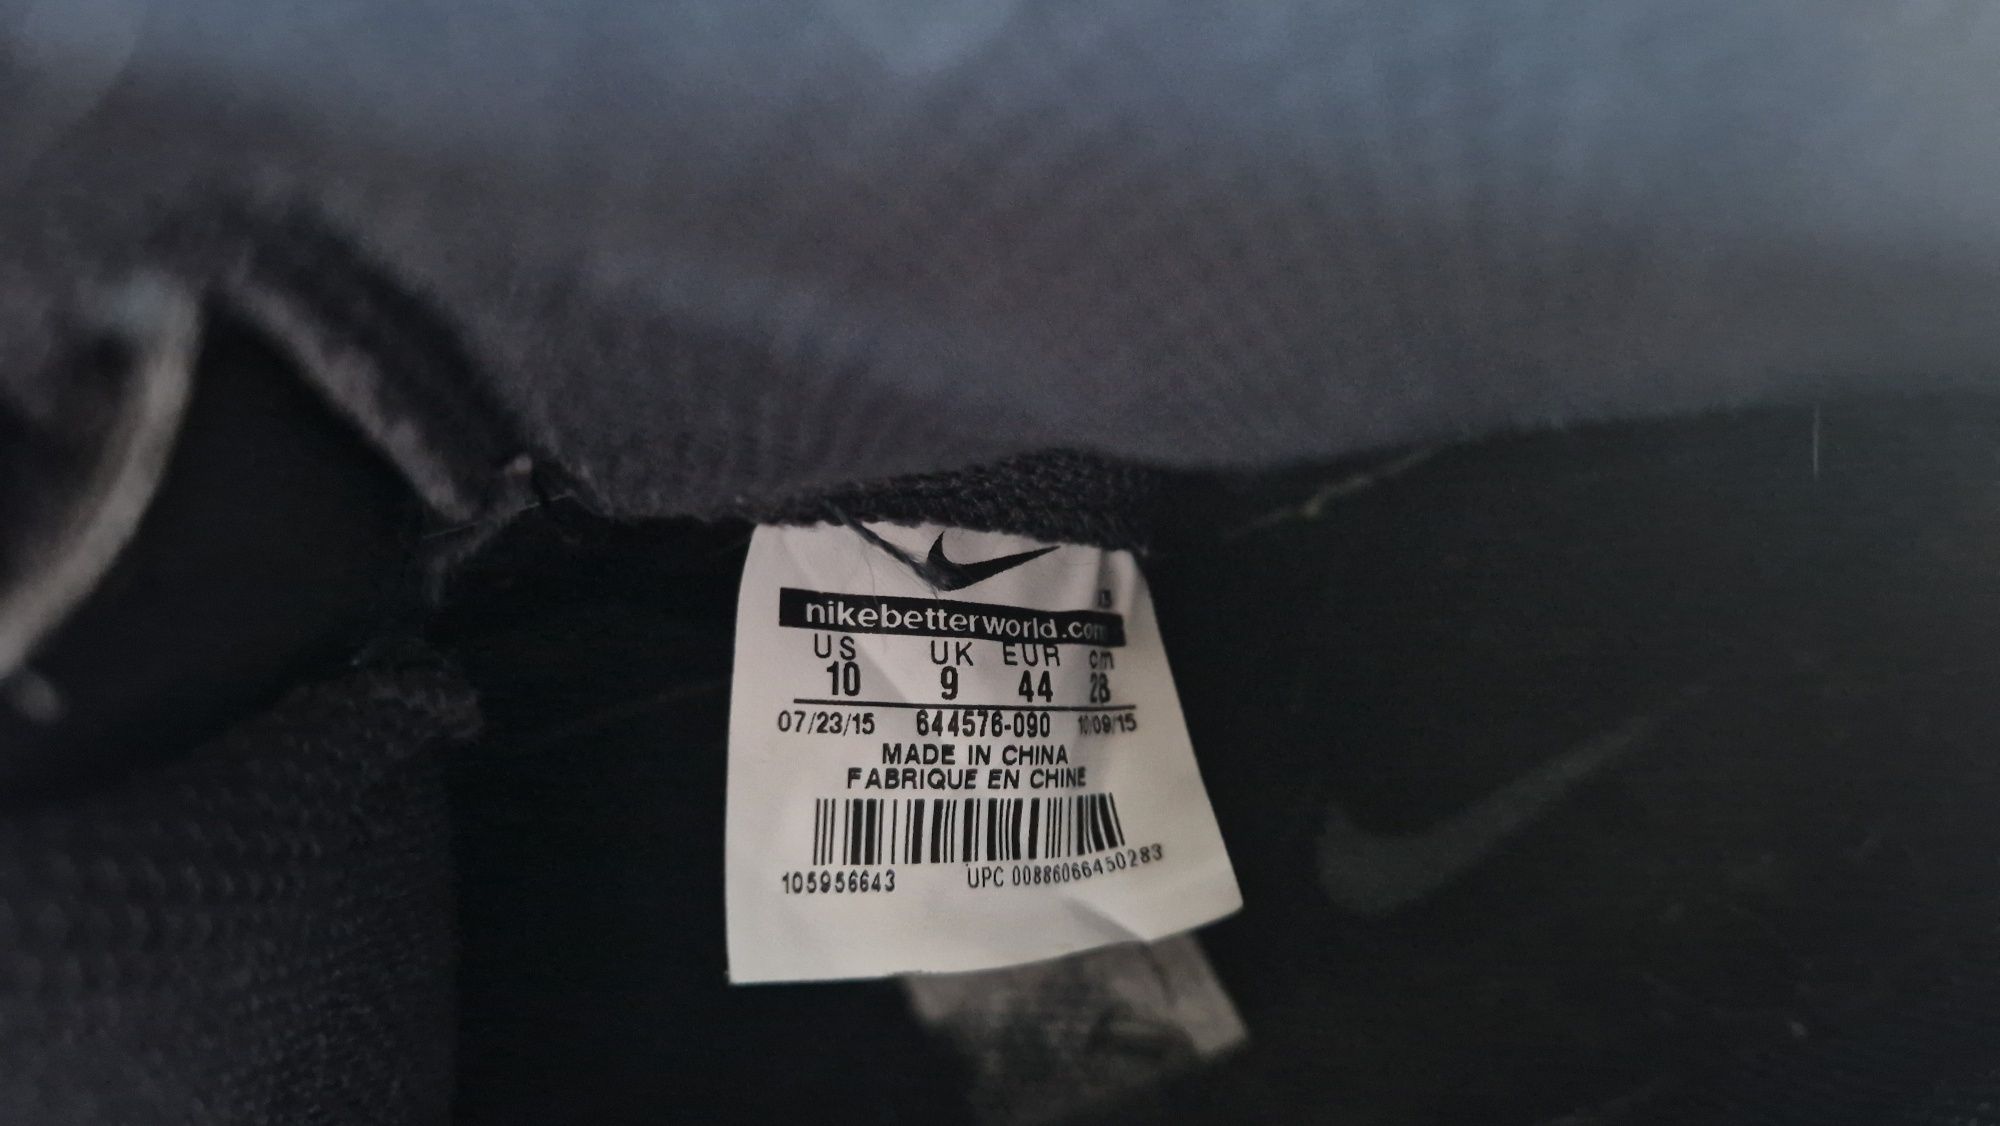 nikebetterworld.com
US UK EUR cm
10 9 44 28
07/23/15 644576-090 10/09/15
MADE IN CHINA
FABRIQUE EN CHINE
105956643 UPC 00886066450283